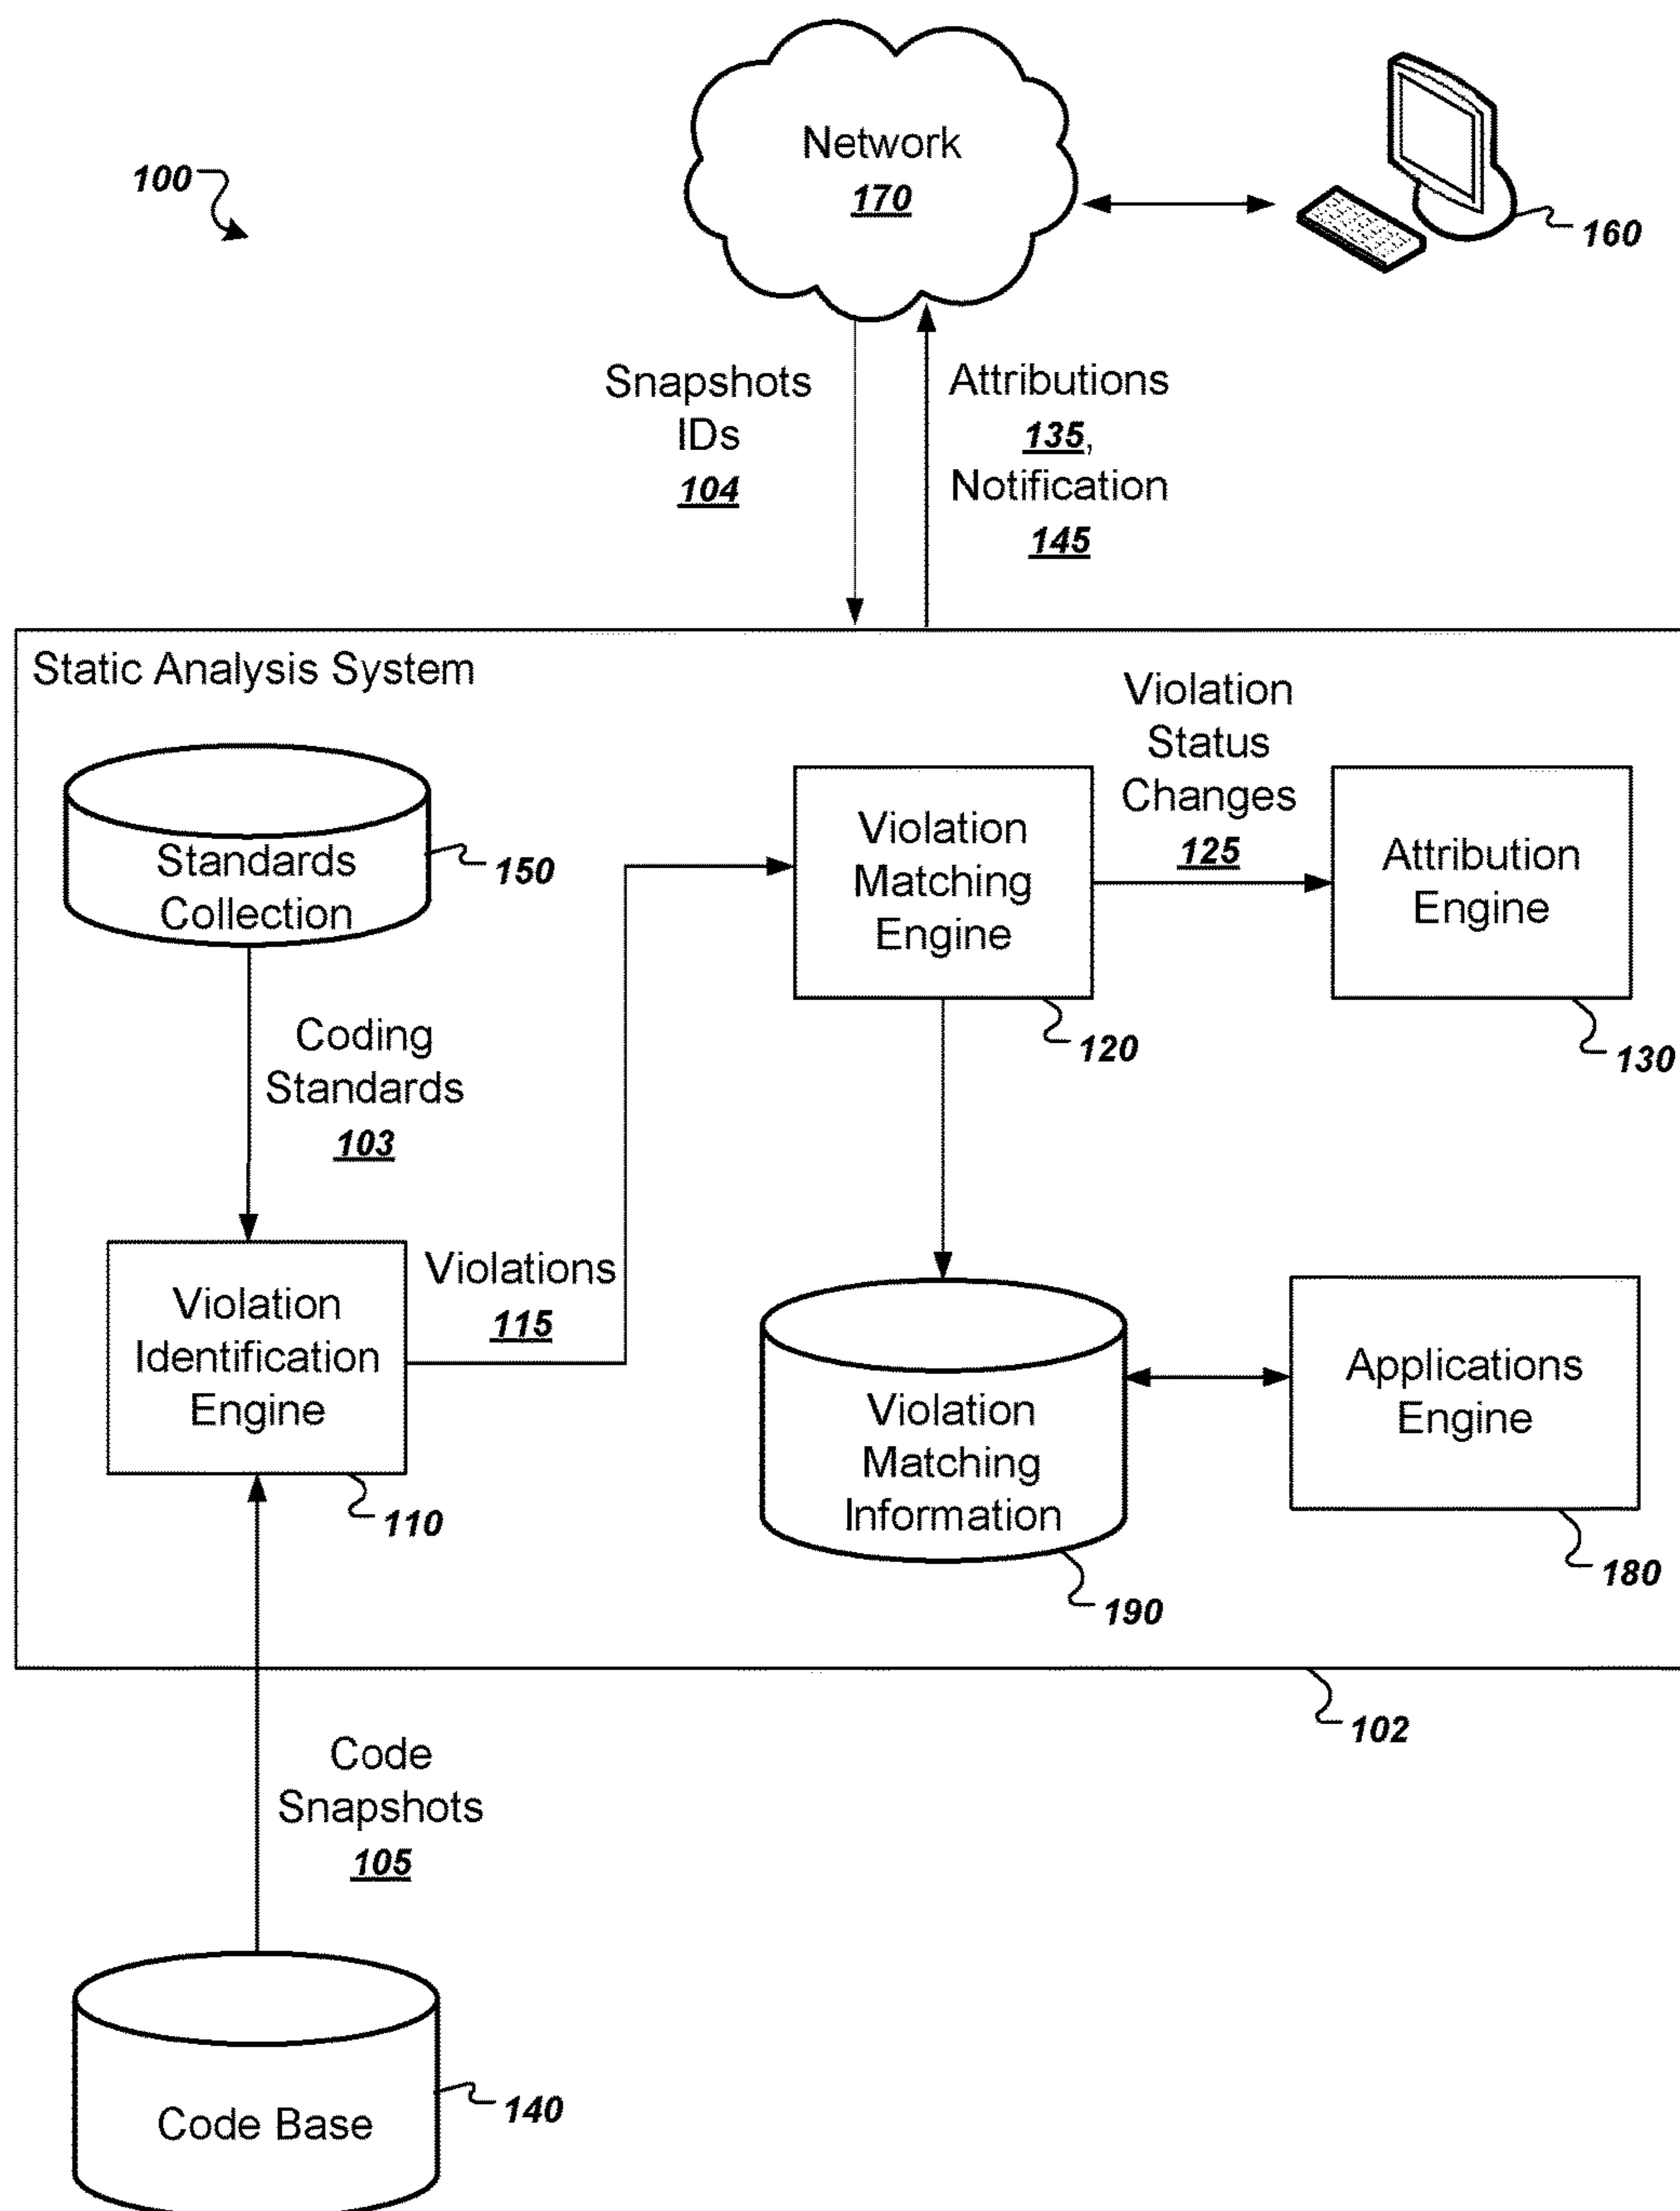 100
Network
170
160
Snapshots
IDs
104
Attributions
135,
Notification
145
Static Analysis System
Standards
Collection
150
Coding
Standards
103
Violation
Identification
Engine
110
Violations
115
Violation
Matching
Engine
120
Violation
Status
Changes
125
Attribution
Engine
130
Violation
Matching
Information
190
Applications
Engine
180
102
Code
Snapshots
105
Code Base
140